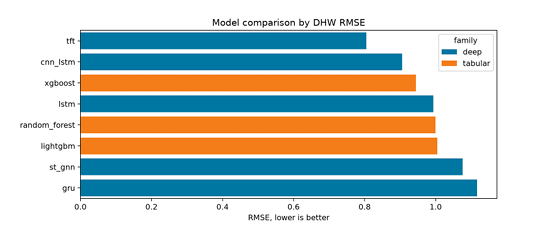 Model comparison by DHW RMSE
family
deep
tabular
tft
cnn_lstm
xgboost
lstm
random_forest
lightgbm
st_gnn
gru
0.0 0.2 0.4 0.6 0.8 1.0
RMSE, lower is better